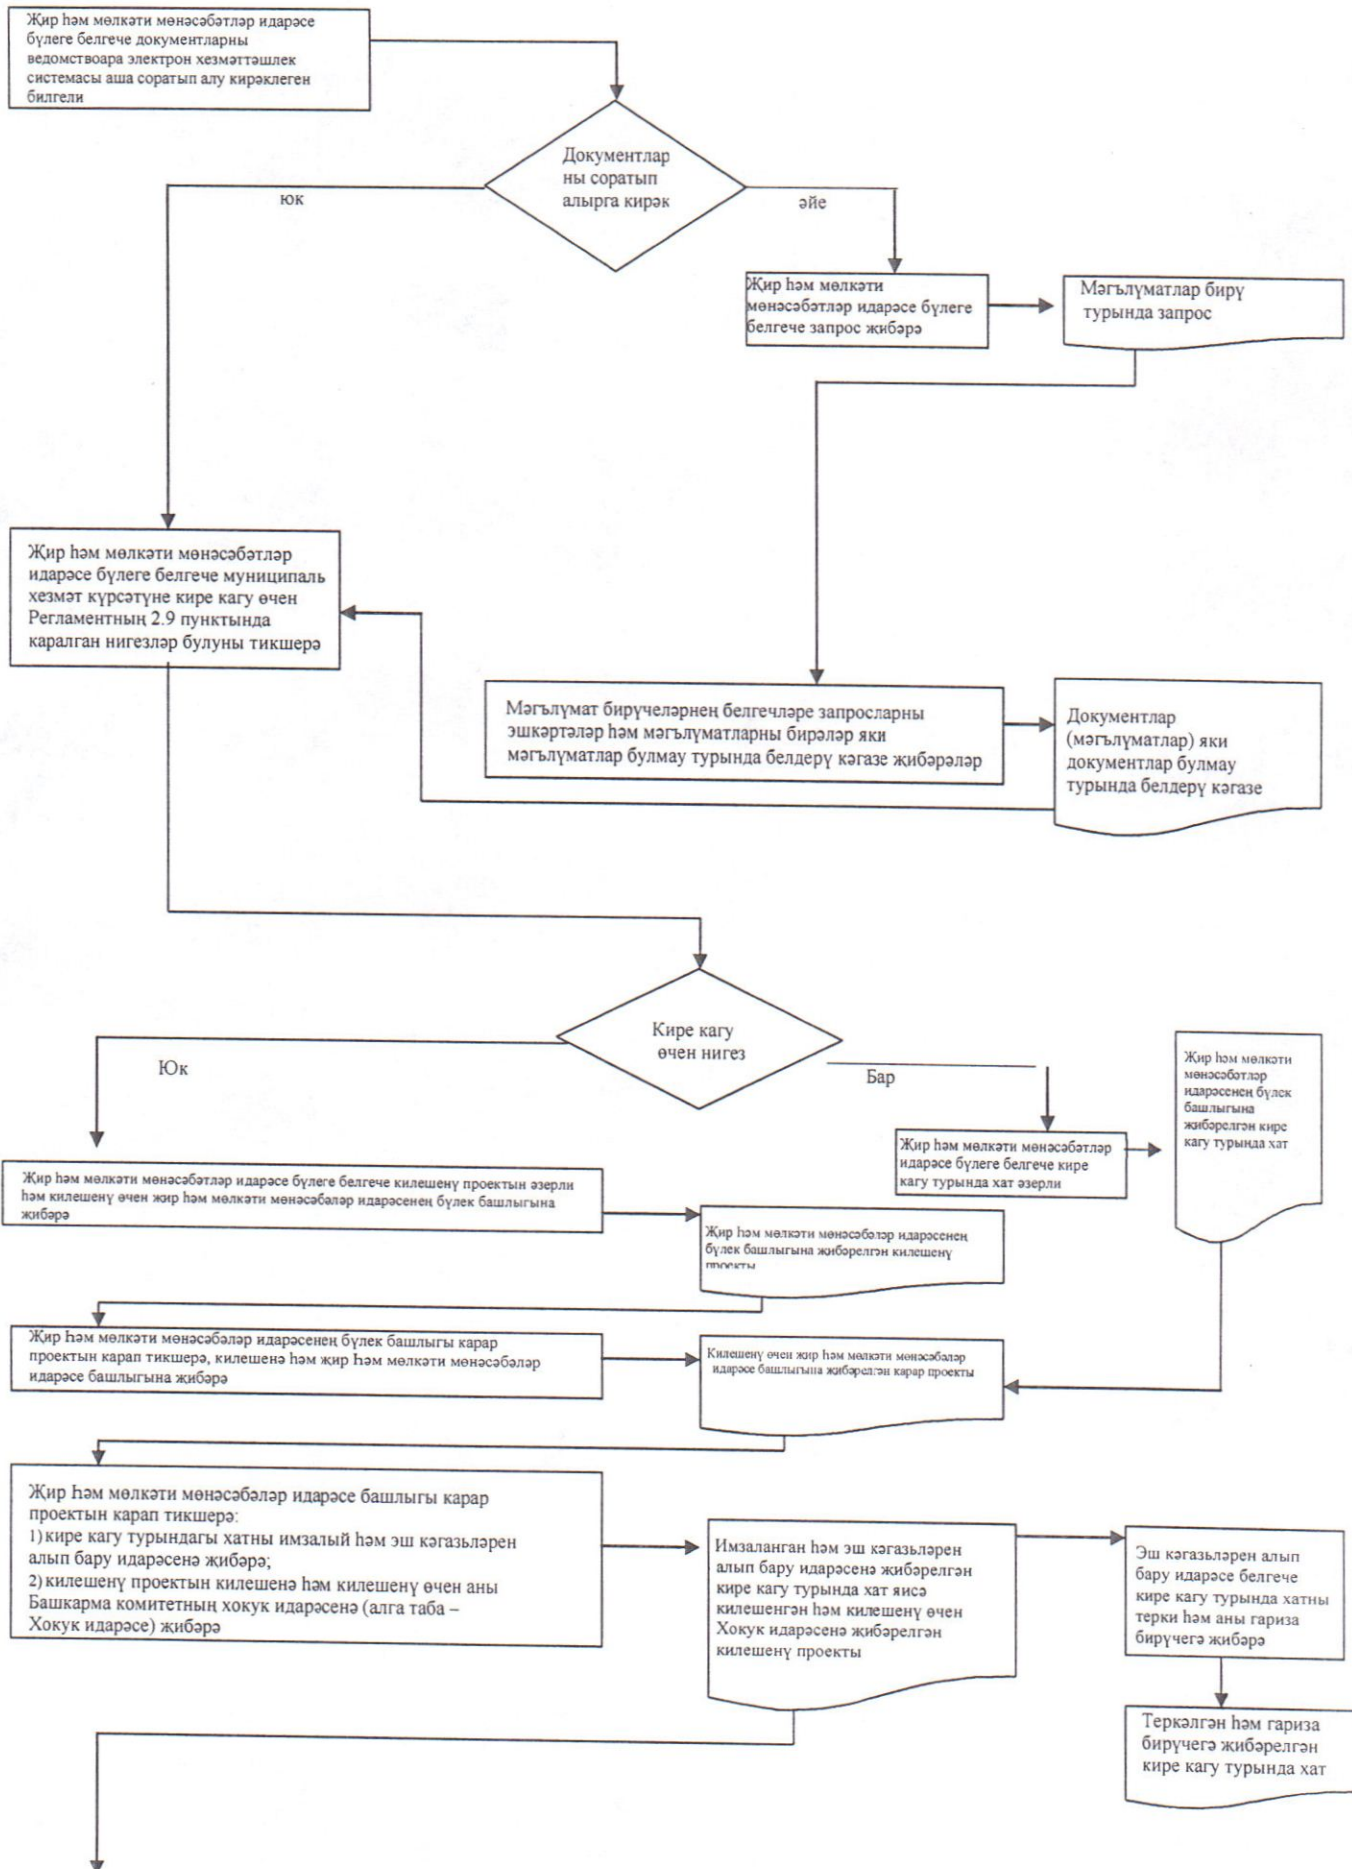 Җир һәм мөлкәти мөнәсәбәтләр идарәсе
бүлеге белгече документларны
ведомствоара электрон хезмәттәшлек
системасы аша соратып алу кирәклеген
билгели
Документлар
ны соратып
алырга кирәк
юк
әйе
Җир һәм мөлкәти
мөнәсәбәтләр идарәсе бүлеге
белгече запрос җибәрә
Мәгълүматлар бирү
турында запрос
Җир һәм мөлкәти мөнәсәбәтләр
идарәсе бүлеге белгече муниципаль
хезмәт күрсәтүне кире кагу өчен
Регламентның 2.9 пунктында
каралган нигезләр булуны тикшерә
Мәгълүмат бирүчеләрнең белгечләре запросларны
эшкәртәләр һәм мәгълүматларны бирәләр яки
мәгълүматлар булмау турында белдерү кәгазе җибәрәләр
Документлар
(мәгълүматлар) яки
документлар булмау
турында белдерү кәгазе
Кире кагу
өчен нигез
Юк
Бар
Җир һәм мөлкәти
мөнәсәбәтләр
идарәсенең бүлек
башлыгына
җибәрелгән кире
кагу турында хат
Җир һәм мөлкәти мөнәсәбәтләр
идарәсе бүлеге белгече кире
кагу турында хат әзерли
Җир һәм мөлкәти мөнәсәбәтләр идарәсе бүлеге белгече килешенү проектын әзерли
һәм килешенү өчен җир һәм мөлкәти мөнәсәбәләр идарәсенең бүлек башлыгына
җибәрә
Җир һәм мөлкәти мөнәсәбәләр идарәсенең
бүлек башлыгына җибәрелгән килешенү
проекты
Җир Һәм мөлкәти мөнәсәбәләр идарәсенең бүлек башлыгы карар
проектын карап тикшерә, килешенә һәм җир Һәм мөлкәти мөнәсәбәләр
идарәсе башлыгына җибәрә
Килешенү өчен җир һәм мөлкәти мөнәсәбәләр
идарәсе башлыгына җибәрелгән карар проекты
Җир Һәм мөлкәти мөнәсәбәләр идарәсе башлыгы карар
проектын карап тикшерә:
1) кире кагу турындагы хатны имзалый һәм эш кәгазьләрен
алып бару идарәсенә җибәрә;
2) килешенү проектын килешенә һәм килешенү өчен аны
Башкарма комитетның хокук идарәсенә (алга таба –
Хокук идарәсе) җибәрә
Имзаланган һәм эш кәгазьләрен
алып бару идарәсенә җибәрелгән
кире кагу турында хат яисә
килешенгән һәм килешенү өчен
Хокук идарәсенә җибәрелгән
килешенү проекты
Эш кәгазьләрен алып
бару идарәсе белгече
кире кагу турында хатны
терки һәм аны гариза
бирүчегә җибәрә
Теркәлгән һәм гариза
бирүчегә җибәрелгән
кире кагу турында хат